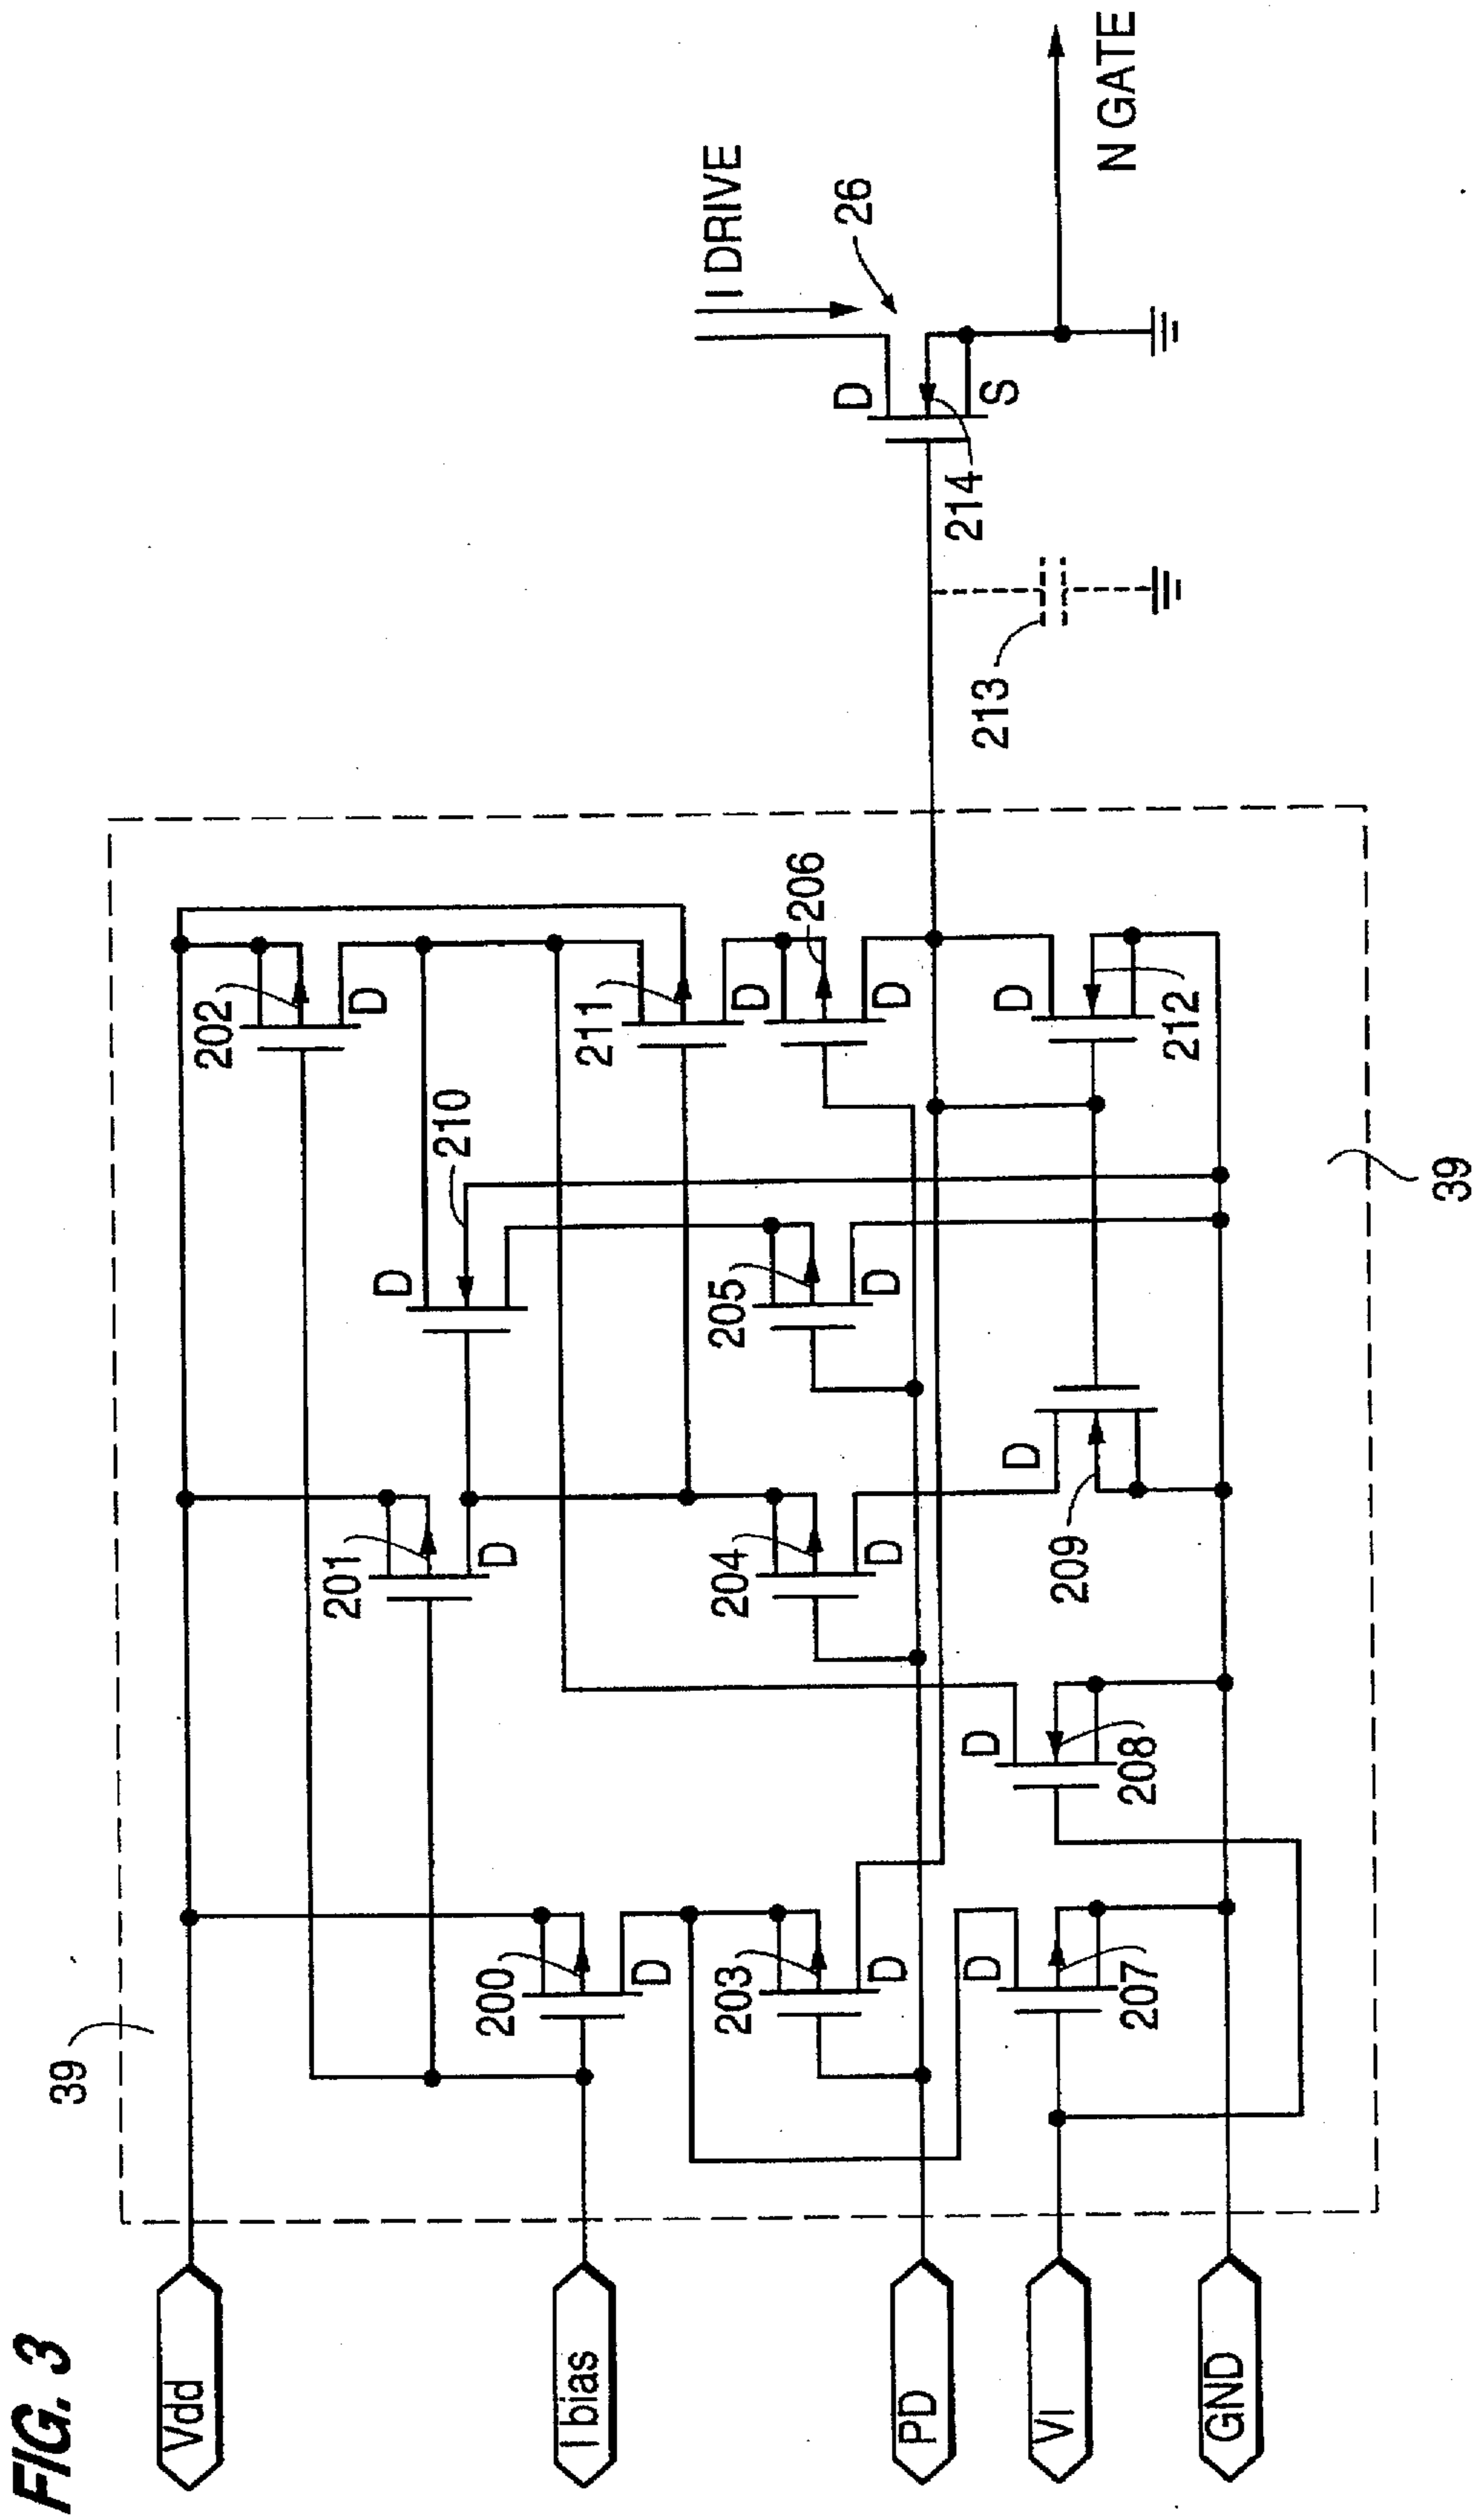 FIG. 3
Vdd
I bias
PD
VI
GND
39
200
D
203
D
D
207
D
208
201
D
204
D
D
209
D
210
205
D
202
D
211
D
206
D
D
212
39
213
214
D
S
26
I DRIVE
N GATE